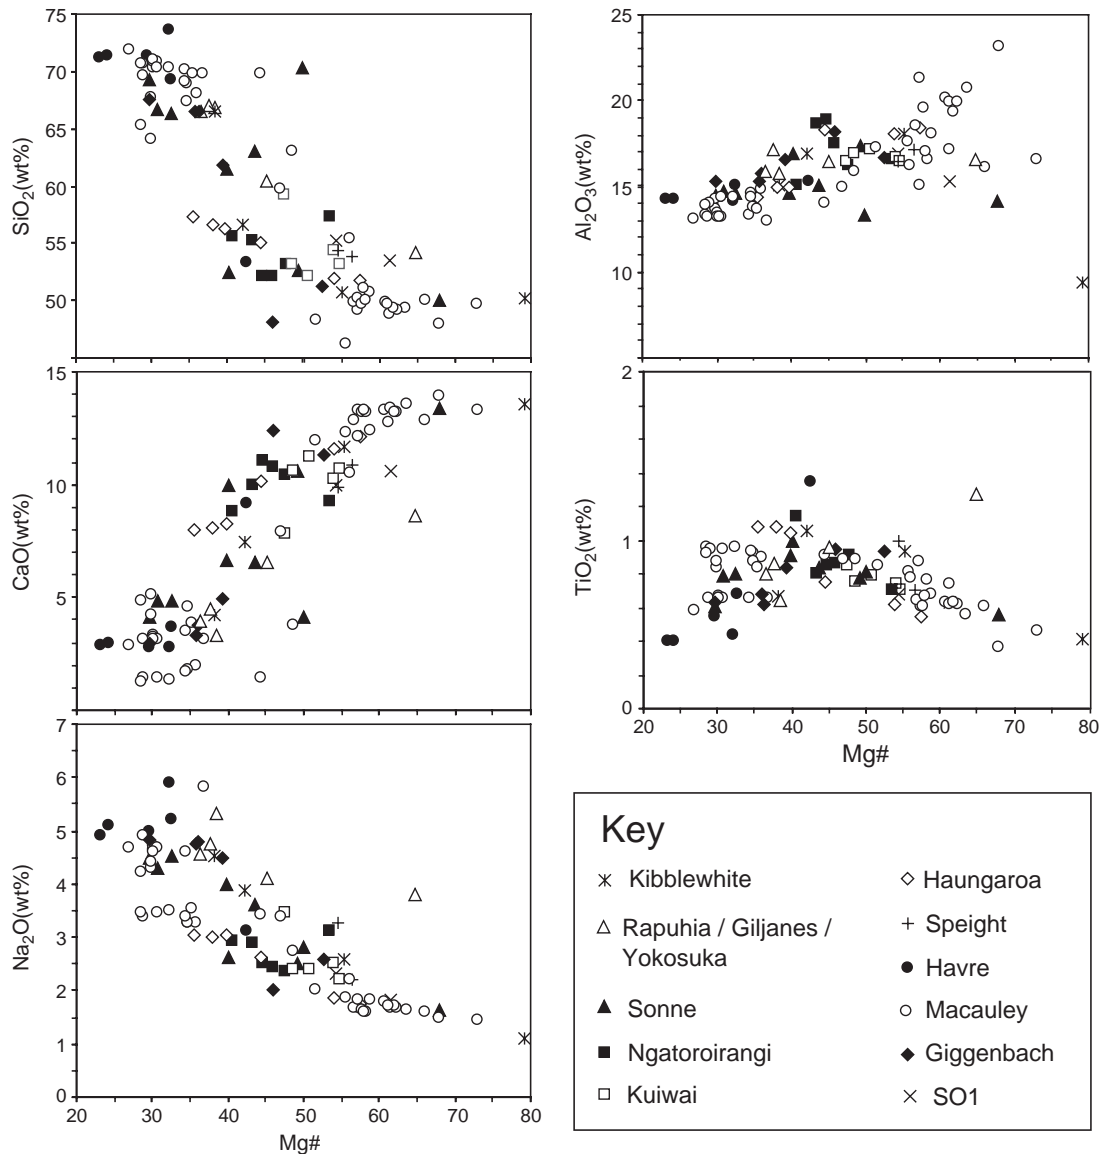 75
70
65
60
55
50
SiO2(wt%)
25
20
15
10
Al2O3(wt%)
15
10
5
CaO(wt%)
2
1
0
TiO2(wt%)
20 30 40 50 60 70 80
Mg#
7
6
5
4
3
2
1
0
Na2O(wt%)
20 30 40 50 60 70 80
Mg#
Key
Kibblewhite
Rapuhia / Giljanes /
Yokosuka
Sonne
Ngatoroirangi
Kuiwai
Haungaroa
Speight
Havre
Macauley
Giggenbach
SO1